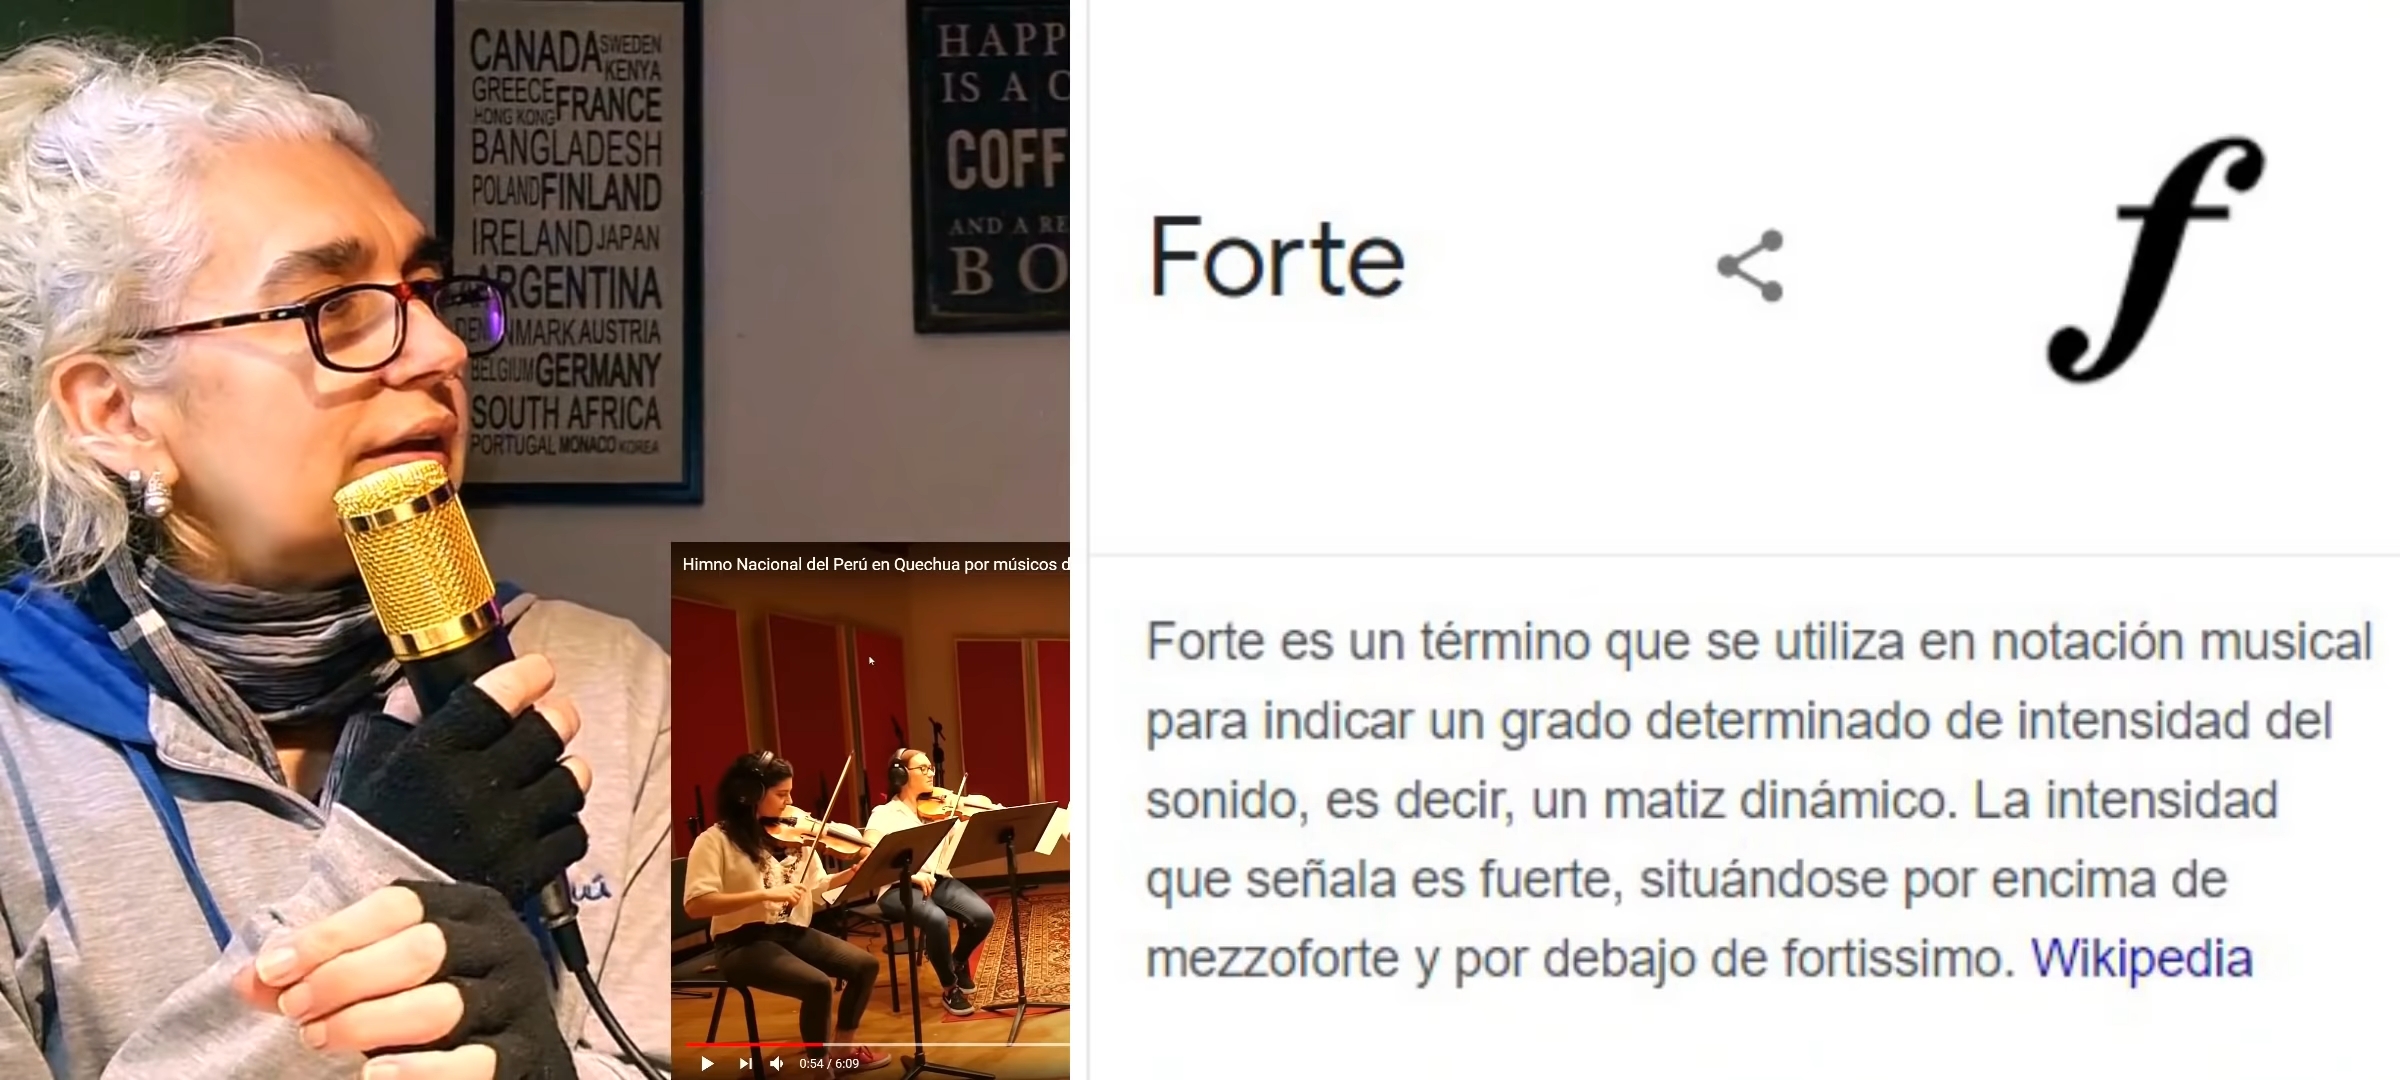 CANADA SWEDEN
KENYA
GREECE FRANCE
HONG KONG
BANGLADESH
POLAND FINLAND
IRELAND JAPAN
ARGENTINA
DENMARK AUSTRIA
BELGIUM GERMANY
SOUTH AFRICA
PORTUGAL MONACO KOREA
HAPP
IS A C
COFF
AND A RE
BO
Himno Nacional del Perú en Quechua por músicos d
0:54 / 6:09
Forte
f
Forte es un término que se utiliza en notación musical
para indicar un grado determinado de intensidad del
sonido, es decir, un matiz dinámico. La intensidad
que señala es fuerte, situándose por encima de
mezzoforte y por debajo de fortissimo. Wikipedia